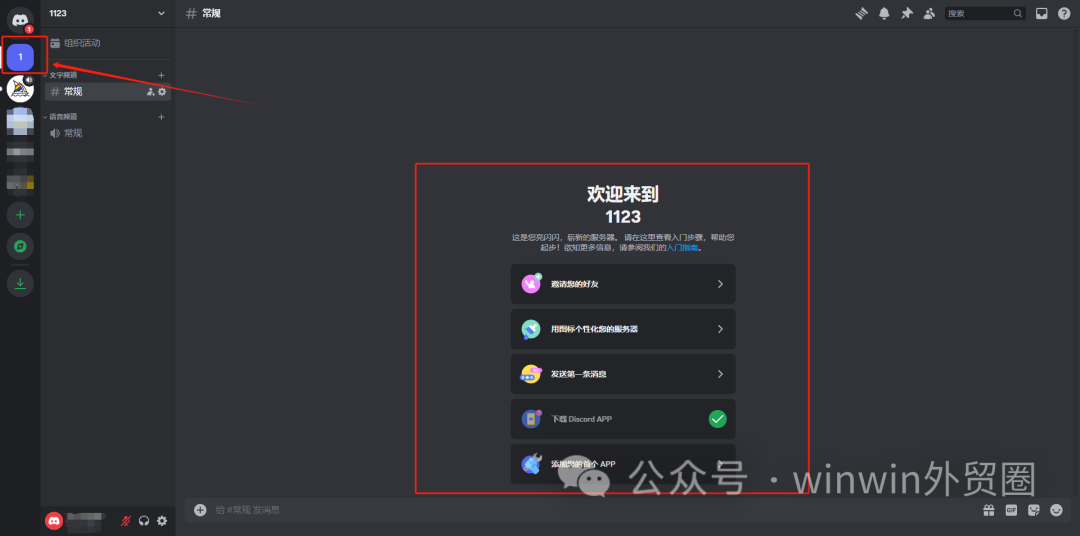 1
1123
# 常规
搜索
1
组织活动
文字频道
# 常规
语音频道
常规
欢迎来到
1123
这是您亮闪闪，崭新的服务器。请在这里查看入门步骤，帮助您
起步！欲知更多信息，请参阅我们的入门指南。
邀请您的好友
用图标个性化您的服务器
发送第一条消息
下载 Discord APP
添加您的首个 APP
公众号 · winwin外贸圈
给 #常规 发消息
GIF